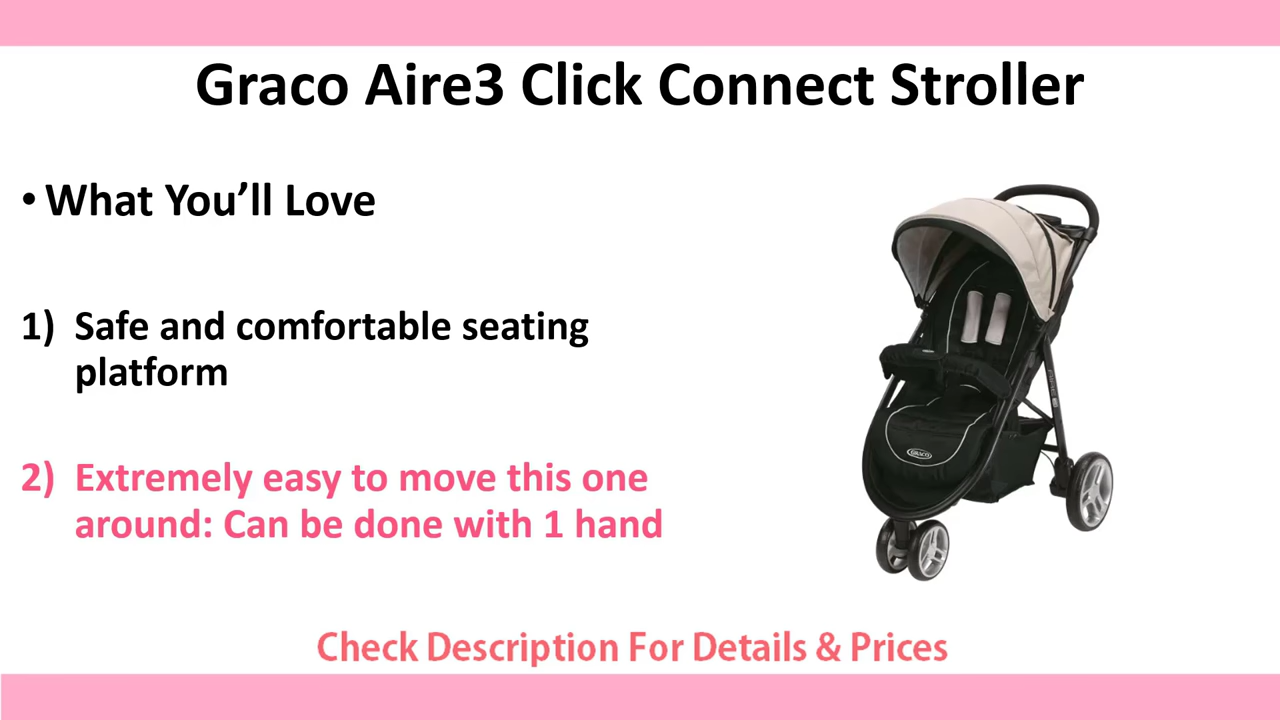 Graco Aire3 Click Connect Stroller
• What You’ll Love
1) Safe and comfortable seating
platform
2) Extremely easy to move this one
around: Can be done with 1 hand
GRACO
Check Description For Details & Prices